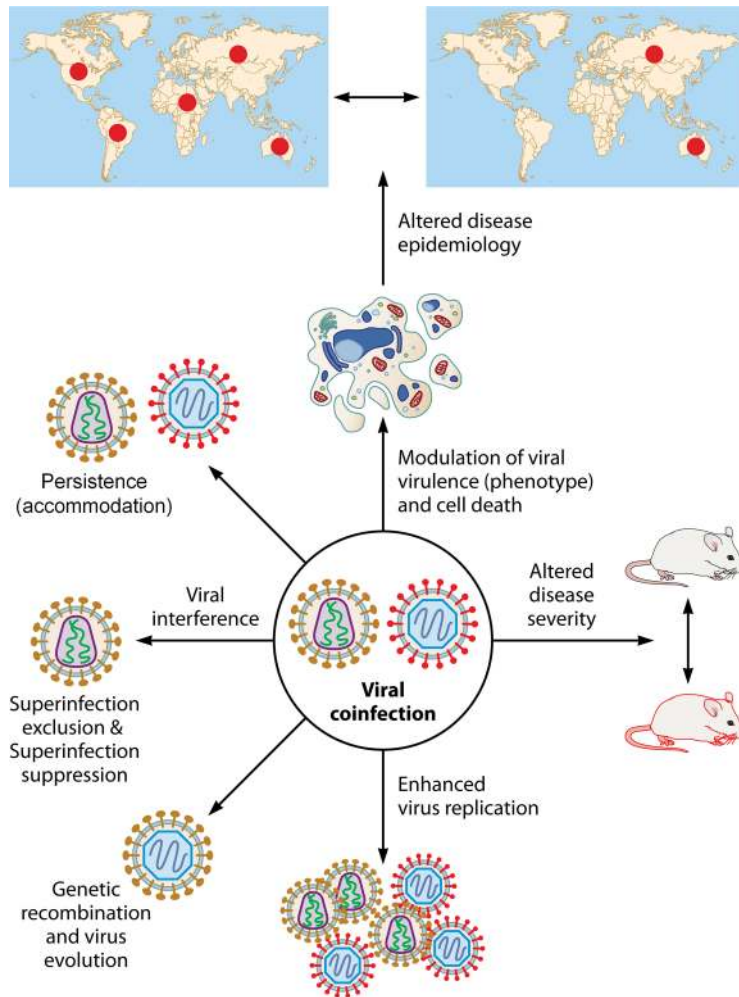 Altered disease
epidemiology
Modulation of viral
virulence (phenotype)
and cell death
Persistence
(accommodation)
Viral
interference
Altered
disease
severity
Viral
coinfection
Superinfection
exclusion &
Superinfection
suppression
Enhanced
virus replication
Genetic
recombination
and virus
evolution